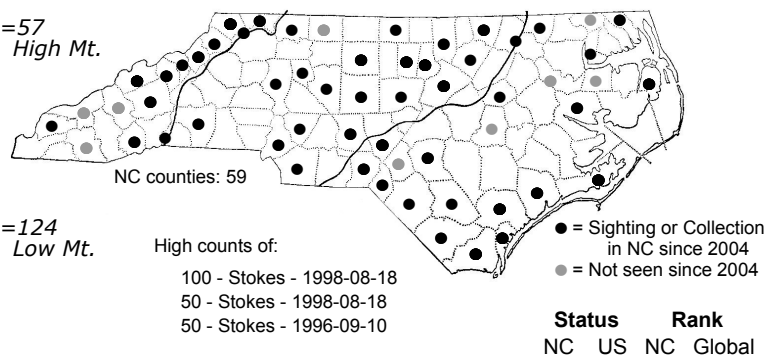 =57
High Mt.
NC counties: 59
=124
Low Mt.
High counts of:
100 - Stokes - 1998-08-18
50 - Stokes - 1998-08-18
50 - Stokes - 1996-09-10
= Sighting or Collection
in NC since 2004
= Not seen since 2004
Status Rank
NC US NC Global